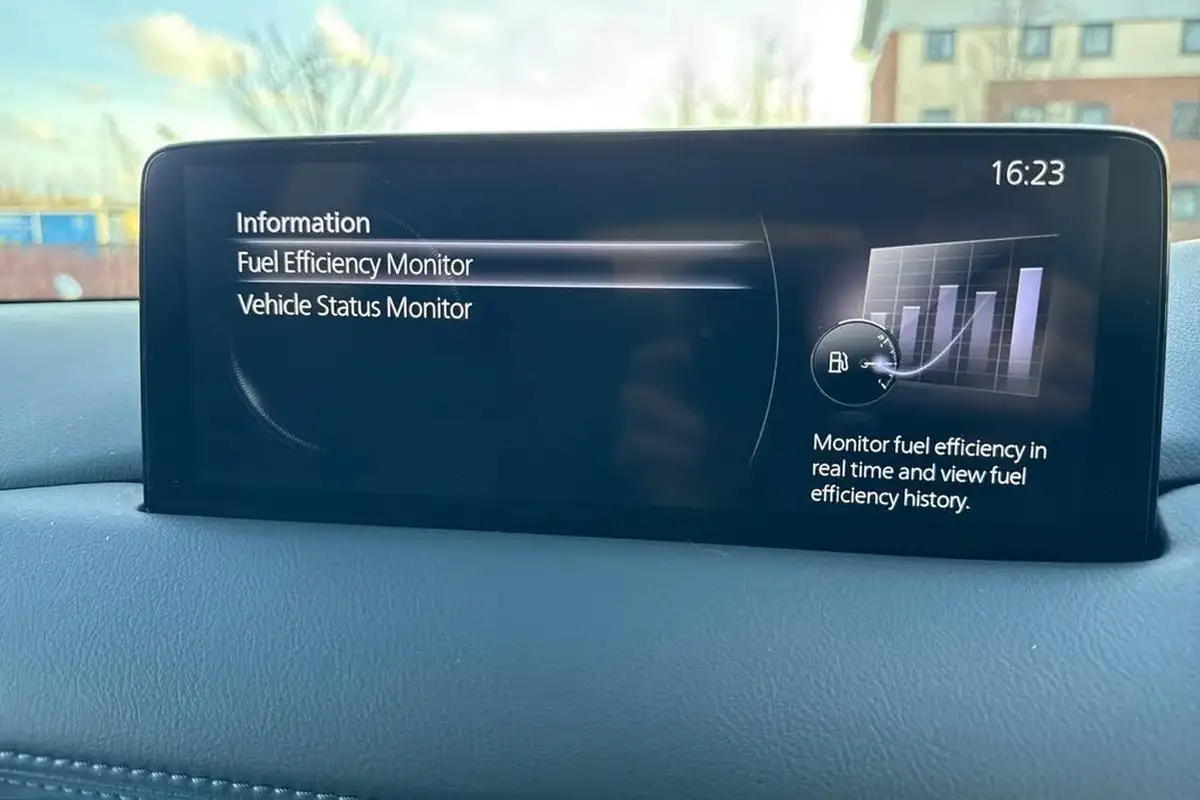 16:23
Information
Fuel Efficiency Monitor
Vehicle Status Monitor
Monitor fuel efficiency in
real time and view fuel
efficiency history.